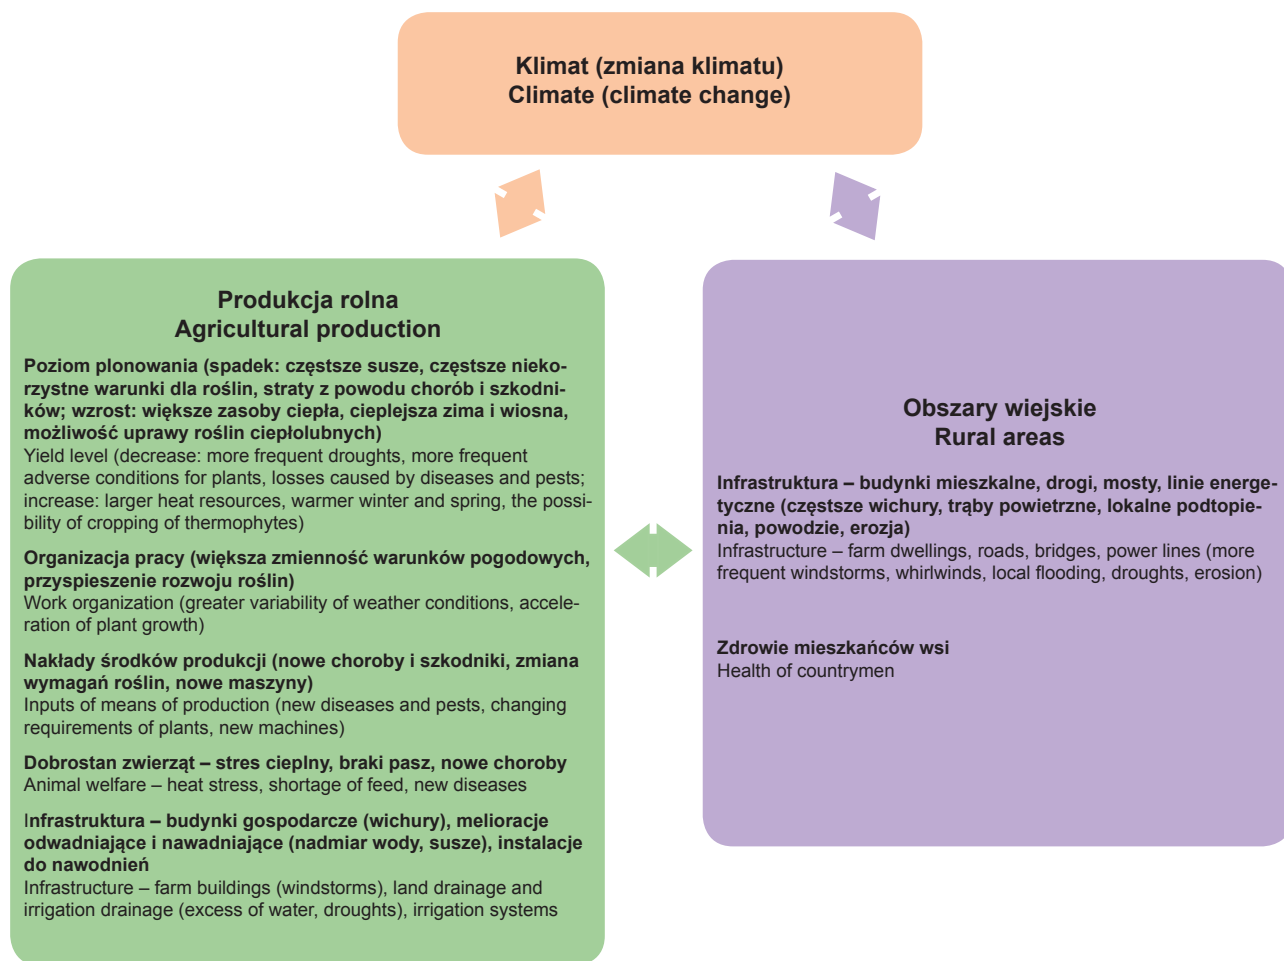 Klimat (zmiana klimatu)
Climate (climate change)
Produkcja rolna
Agricultural production
Poziom plonowania (spadek: częstsze susze, częstsze nieko-
rzystne warunki dla roślin, straty z powodu chorób i szkodni-
ków; wzrost: większe zasoby ciepła, cieplejsza zima i wiosna,
możliwość uprawy roślin ciepłolubnych)
Yield level (decrease: more frequent droughts, more frequent
adverse conditions for plants, losses caused by diseases and pests;
increase: larger heat resources, warmer winter and spring, the possi-
bility of cropping of thermophytes)
Organizacja pracy (większa zmienność warunków pogodowych,
przyspieszenie rozwoju roślin)
Work organization (greater variability of weather conditions, accele-
ration of plant growth)
Nakłady środków produkcji (nowe choroby i szkodniki, zmiana
wymagań roślin, nowe maszyny)
Inputs of means of production (new diseases and pests, changing
requirements of plants, new machines)
Dobrostan zwierząt – stres cieplny, braki pasz, nowe choroby
Animal welfare – heat stress, shortage of feed, new diseases
Infrastruktura – budynki gospodarcze (wichury), melioracje
odwadniające i nawadniające (nadmiar wody, susze), instalacje
do nawodnień
Infrastructure – farm buildings (windstorms), land drainage and
irrigation drainage (excess of water, droughts), irrigation systems
Obszary wiejskie
Rural areas
Infrastruktura – budynki mieszkalne, drogi, mosty, linie energe-
tyczne (częstsze wichury, trąby powietrzne, lokalne podtopie-
nia, powodzie, erozja)
Infrastructure – farm dwellings, roads, bridges, power lines (more
frequent windstorms, whirlwinds, local flooding, droughts, erosion)
Zdrowie mieszkańców wsi
Health of countrymen